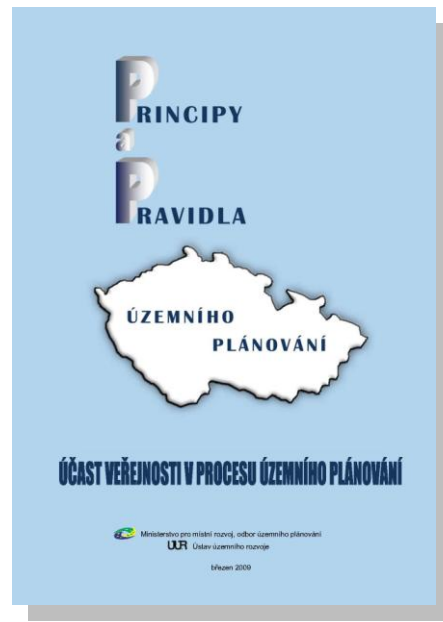 PRINCIPY
a
PRAVIDLA
ÚZEMNÍHO
PLÁNOVÁNÍ
ÚČAST VEŘEJNOSTI V PROCESU ÚZEMNÍHO PLÁNOVÁNÍ
Ministerstvo pro místní rozvoj, odbor územního plánování
UUR Ústav územního rozvoje
březen 2009